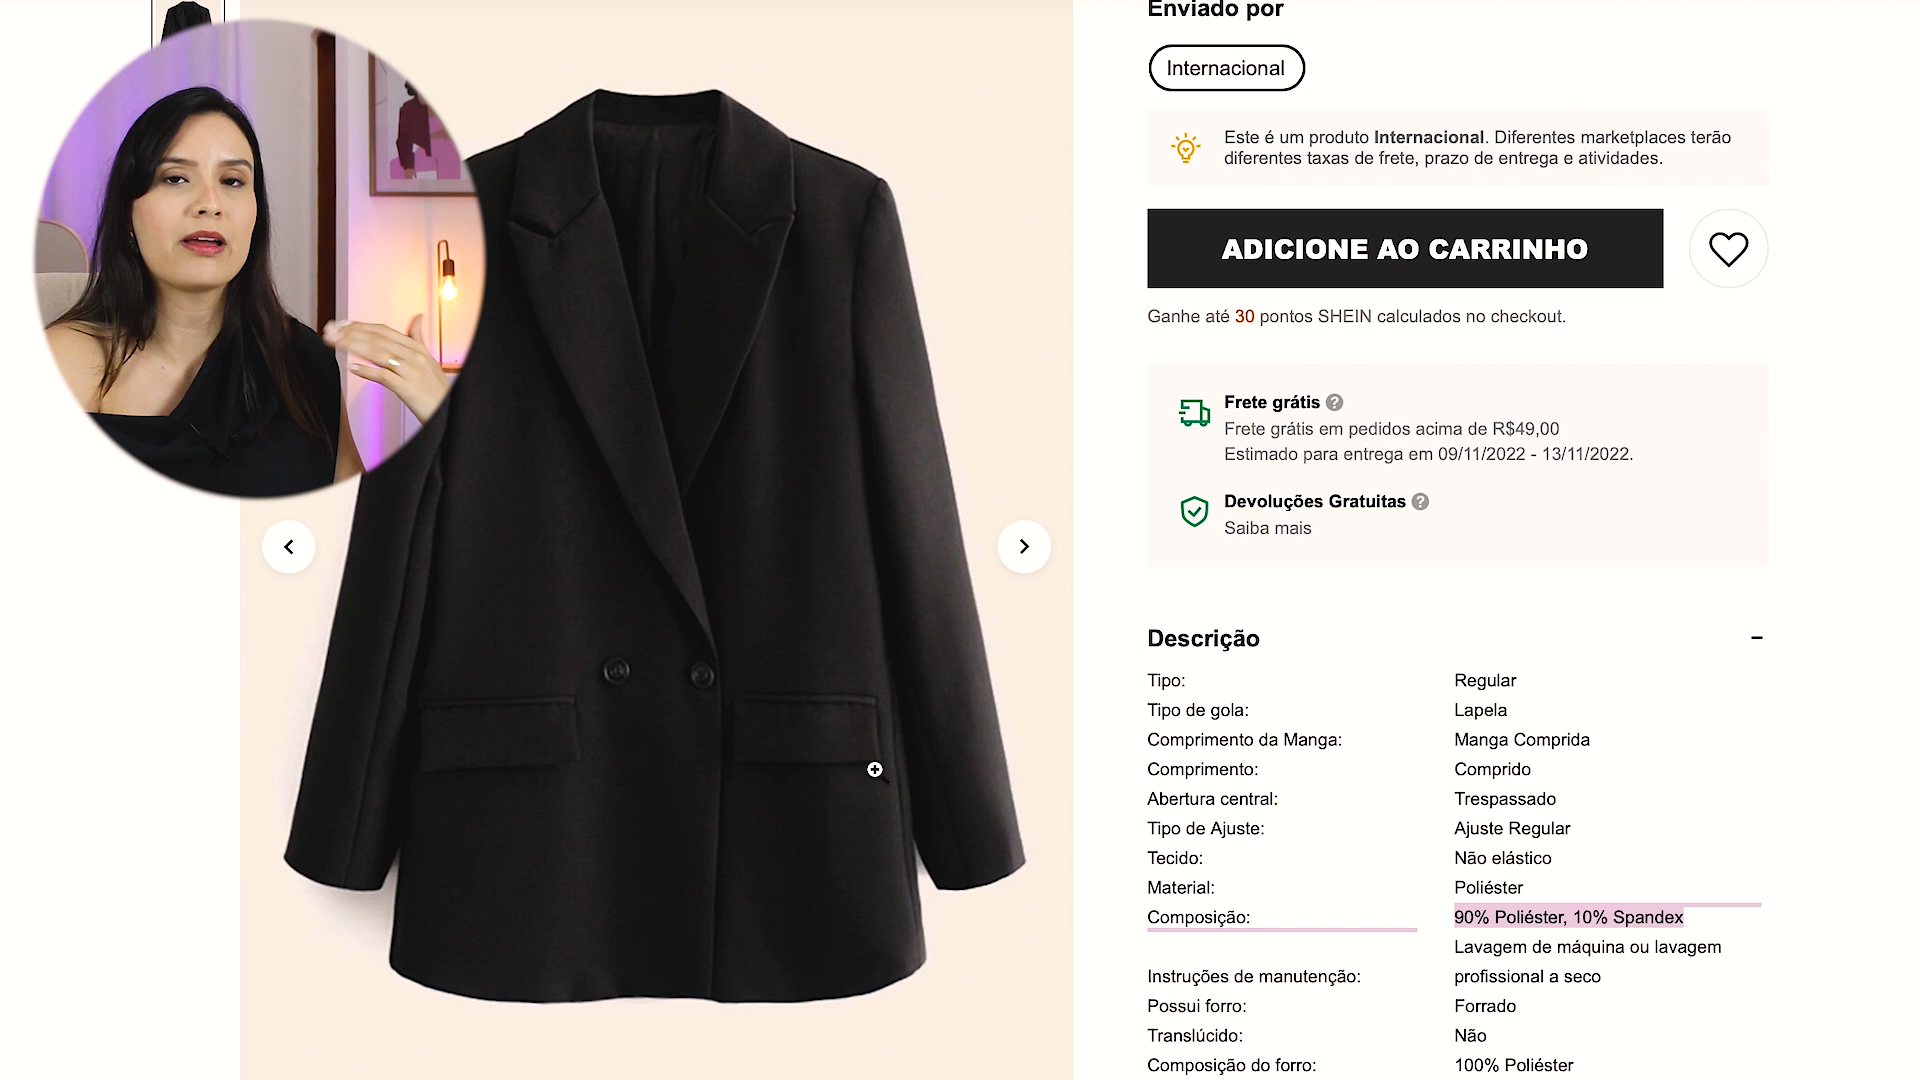 Enviado por
Internacional
Este é um produto Internacional. Diferentes marketplaces terão
diferentes taxas de frete, prazo de entrega e atividades.
ADICIONE AO CARRINHO
Ganhe até 30 pontos SHEIN calculados no checkout.
Frete grátis ?
Frete grátis em pedidos acima de R$49,00
Estimado para entrega em 09/11/2022 - 13/11/2022.
Devoluções Gratuitas ?
Saiba mais
Descrição −
Tipo: Regular
Tipo de gola: Lapela
Comprimento da Manga: Manga Comprida
Comprimento: Comprido
Abertura central: Trespassado
Tipo de Ajuste: Ajuste Regular
Tecido: Não elástico
Material: Poliéster
Composição: 90% Poliéster, 10% Spandex
Lavagem de máquina ou lavagem
Instruções de manutenção: profissional a seco
Possui forro: Forrado
Translúcido: Não
Composição do forro: 100% Poliéster